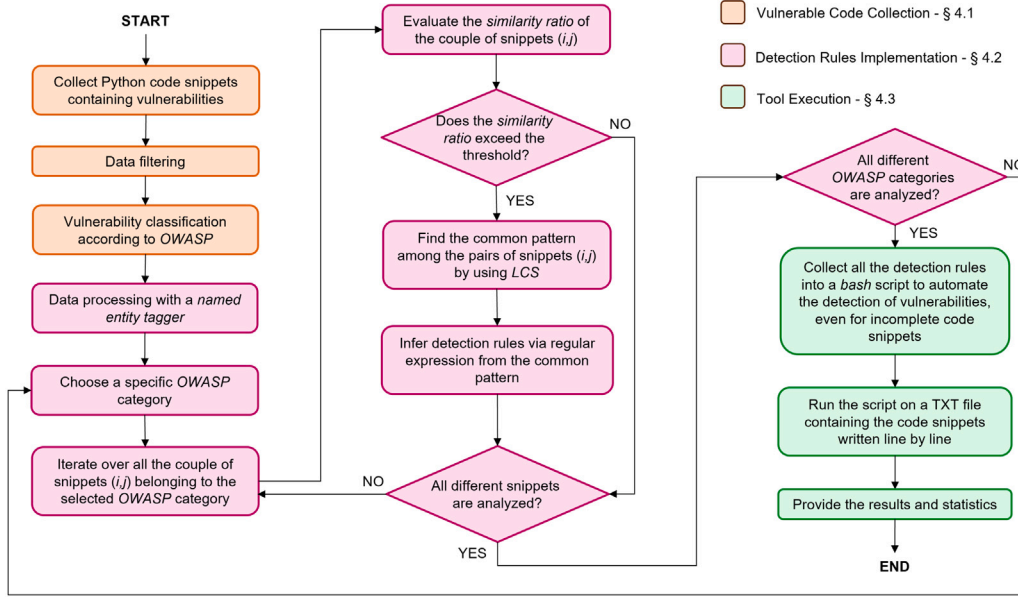 START
Collect Python code snippets
containing vulnerabilities
Data filtering
Vulnerability classification
according to OWASP
Data processing with a named
entity tagger
Choose a specific OWASP
category
Iterate over all the couple of
snippets (i,j) belonging to the
selected OWASP category
Evaluate the similarity ratio of
the couple of snippets (i,j)
Does the similarity
ratio exceed the
threshold?
NO
YES
Find the common pattern
among the pairs of snippets (i,j)
by using LCS
Infer detection rules via regular
expression from the common
pattern
All different snippets
are analyzed?
NO
YES
Vulnerable Code Collection - § 4.1
Detection Rules Implementation - § 4.2
Tool Execution - § 4.3
All different
OWASP categories
are analyzed?
YES
Collect all the detection rules
into a bash script to automate
the detection of vulnerabilities,
even for incomplete code
snippets
Run the script on a TXT file
containing the code snippets
written line by line
Provide the results and statistics
END